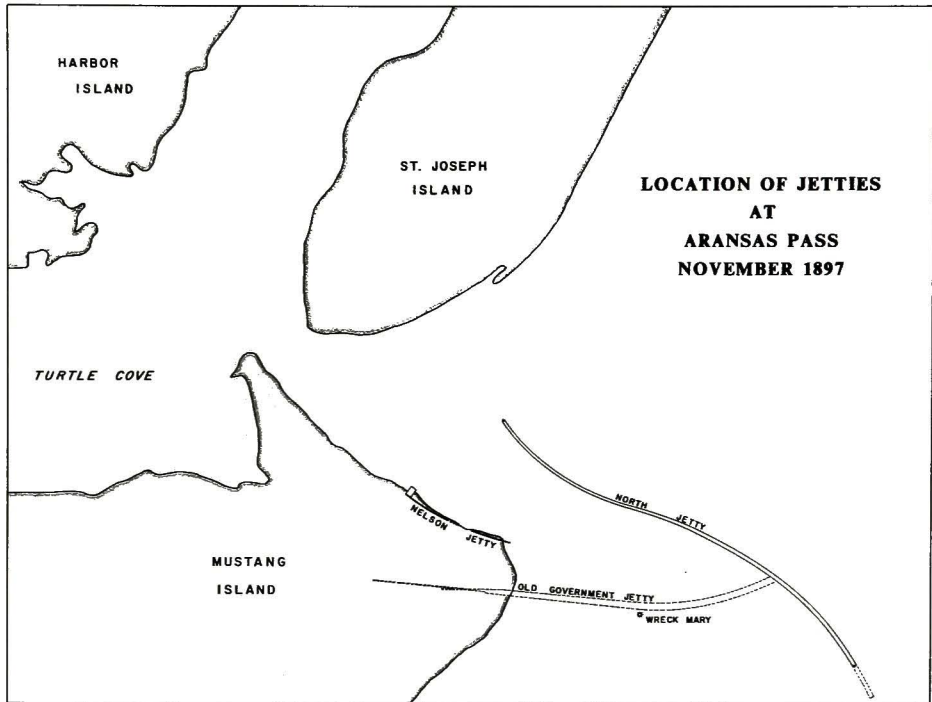 HARBOR
ISLAND
ST. JOSEPH
ISLAND
LOCATION OF JETTIES
AT
ARANSAS PASS
NOVEMBER 1897
TURTLE COVE
NELSON JETTY
NORTH JETTY
MUSTANG
ISLAND
OLD GOVERNMENT JETTY
WRECK MARY